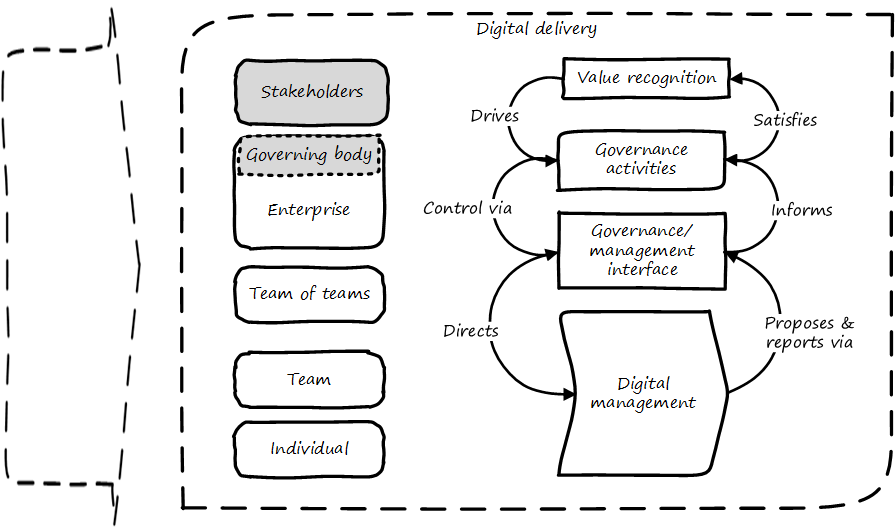 Digital delivery
Stakeholders
Governing body
Enterprise
Team of teams
Team
Individual
Value recognition
Drives
Satisfies
Governance
activities
Control via
Informs
Governance/
management
interface
Directs
Proposes &
reports via
Digital
management